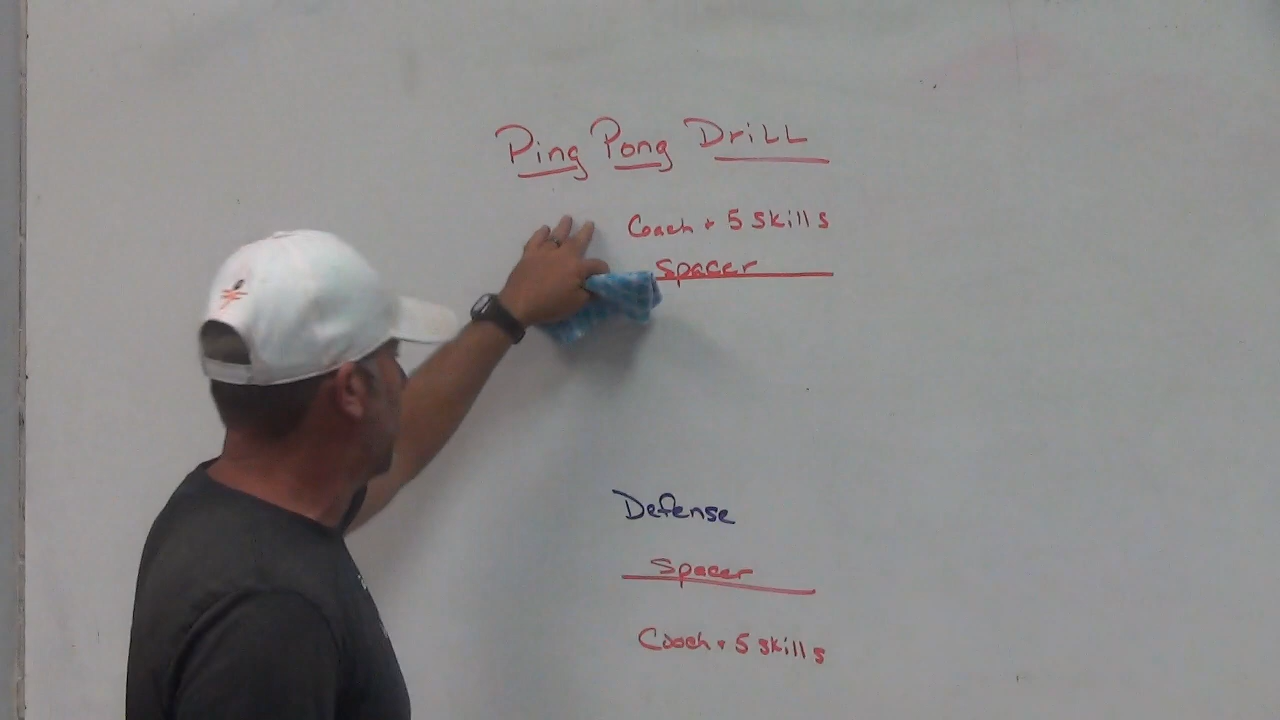 Ping Pong Drill
Coach + 5 skills
Spacer
Defense
Spacer
Coach + 5 skills